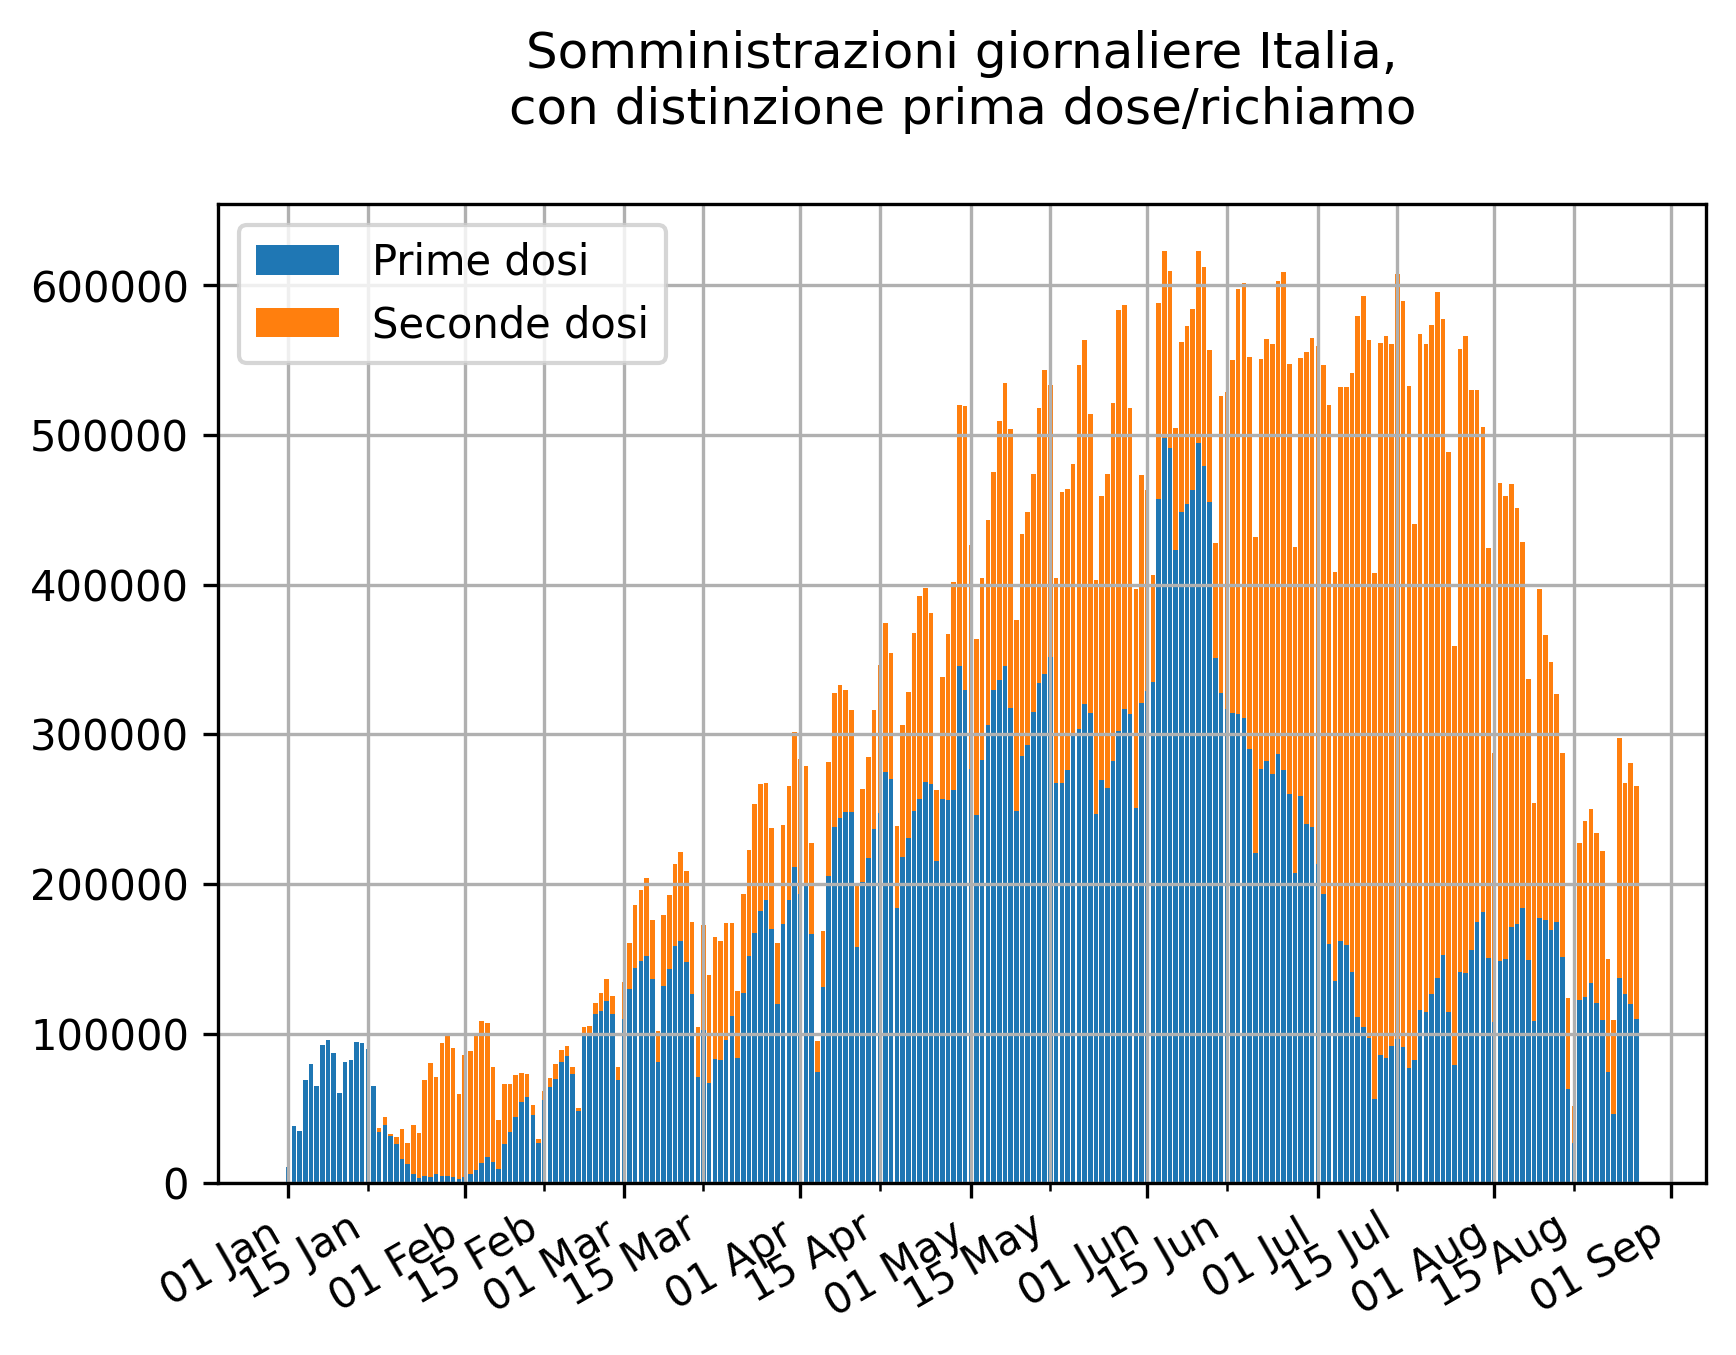 Somministrazioni giornaliere Italia,
con distinzione prima dose/richiamo
Prime dosi
Seconde dosi
600000
500000
400000
300000
200000
100000
0
01 Jan
15 Jan
01 Feb
15 Feb
01 Mar
15 Mar
01 Apr
15 Apr
01 May
15 May
01 Jun
15 Jun
01 Jul
15 Jul
01 Aug
15 Aug
01 Sep